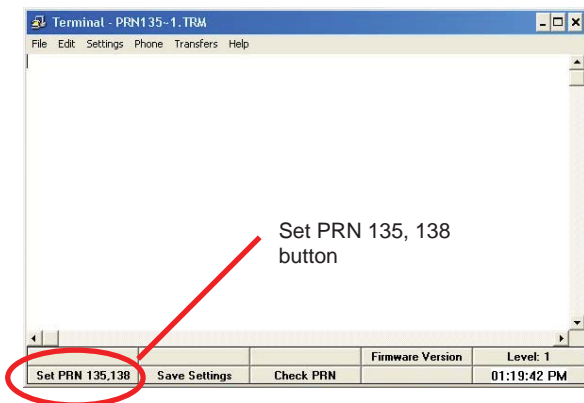 Terminal - PRN135~1.TRM
File Edit Settings Phone Transfers Help
Set PRN 135, 138
button
Firmware Version Level: 1
Set PRN 135,138 Save Settings Check PRN 01:19:42 PM